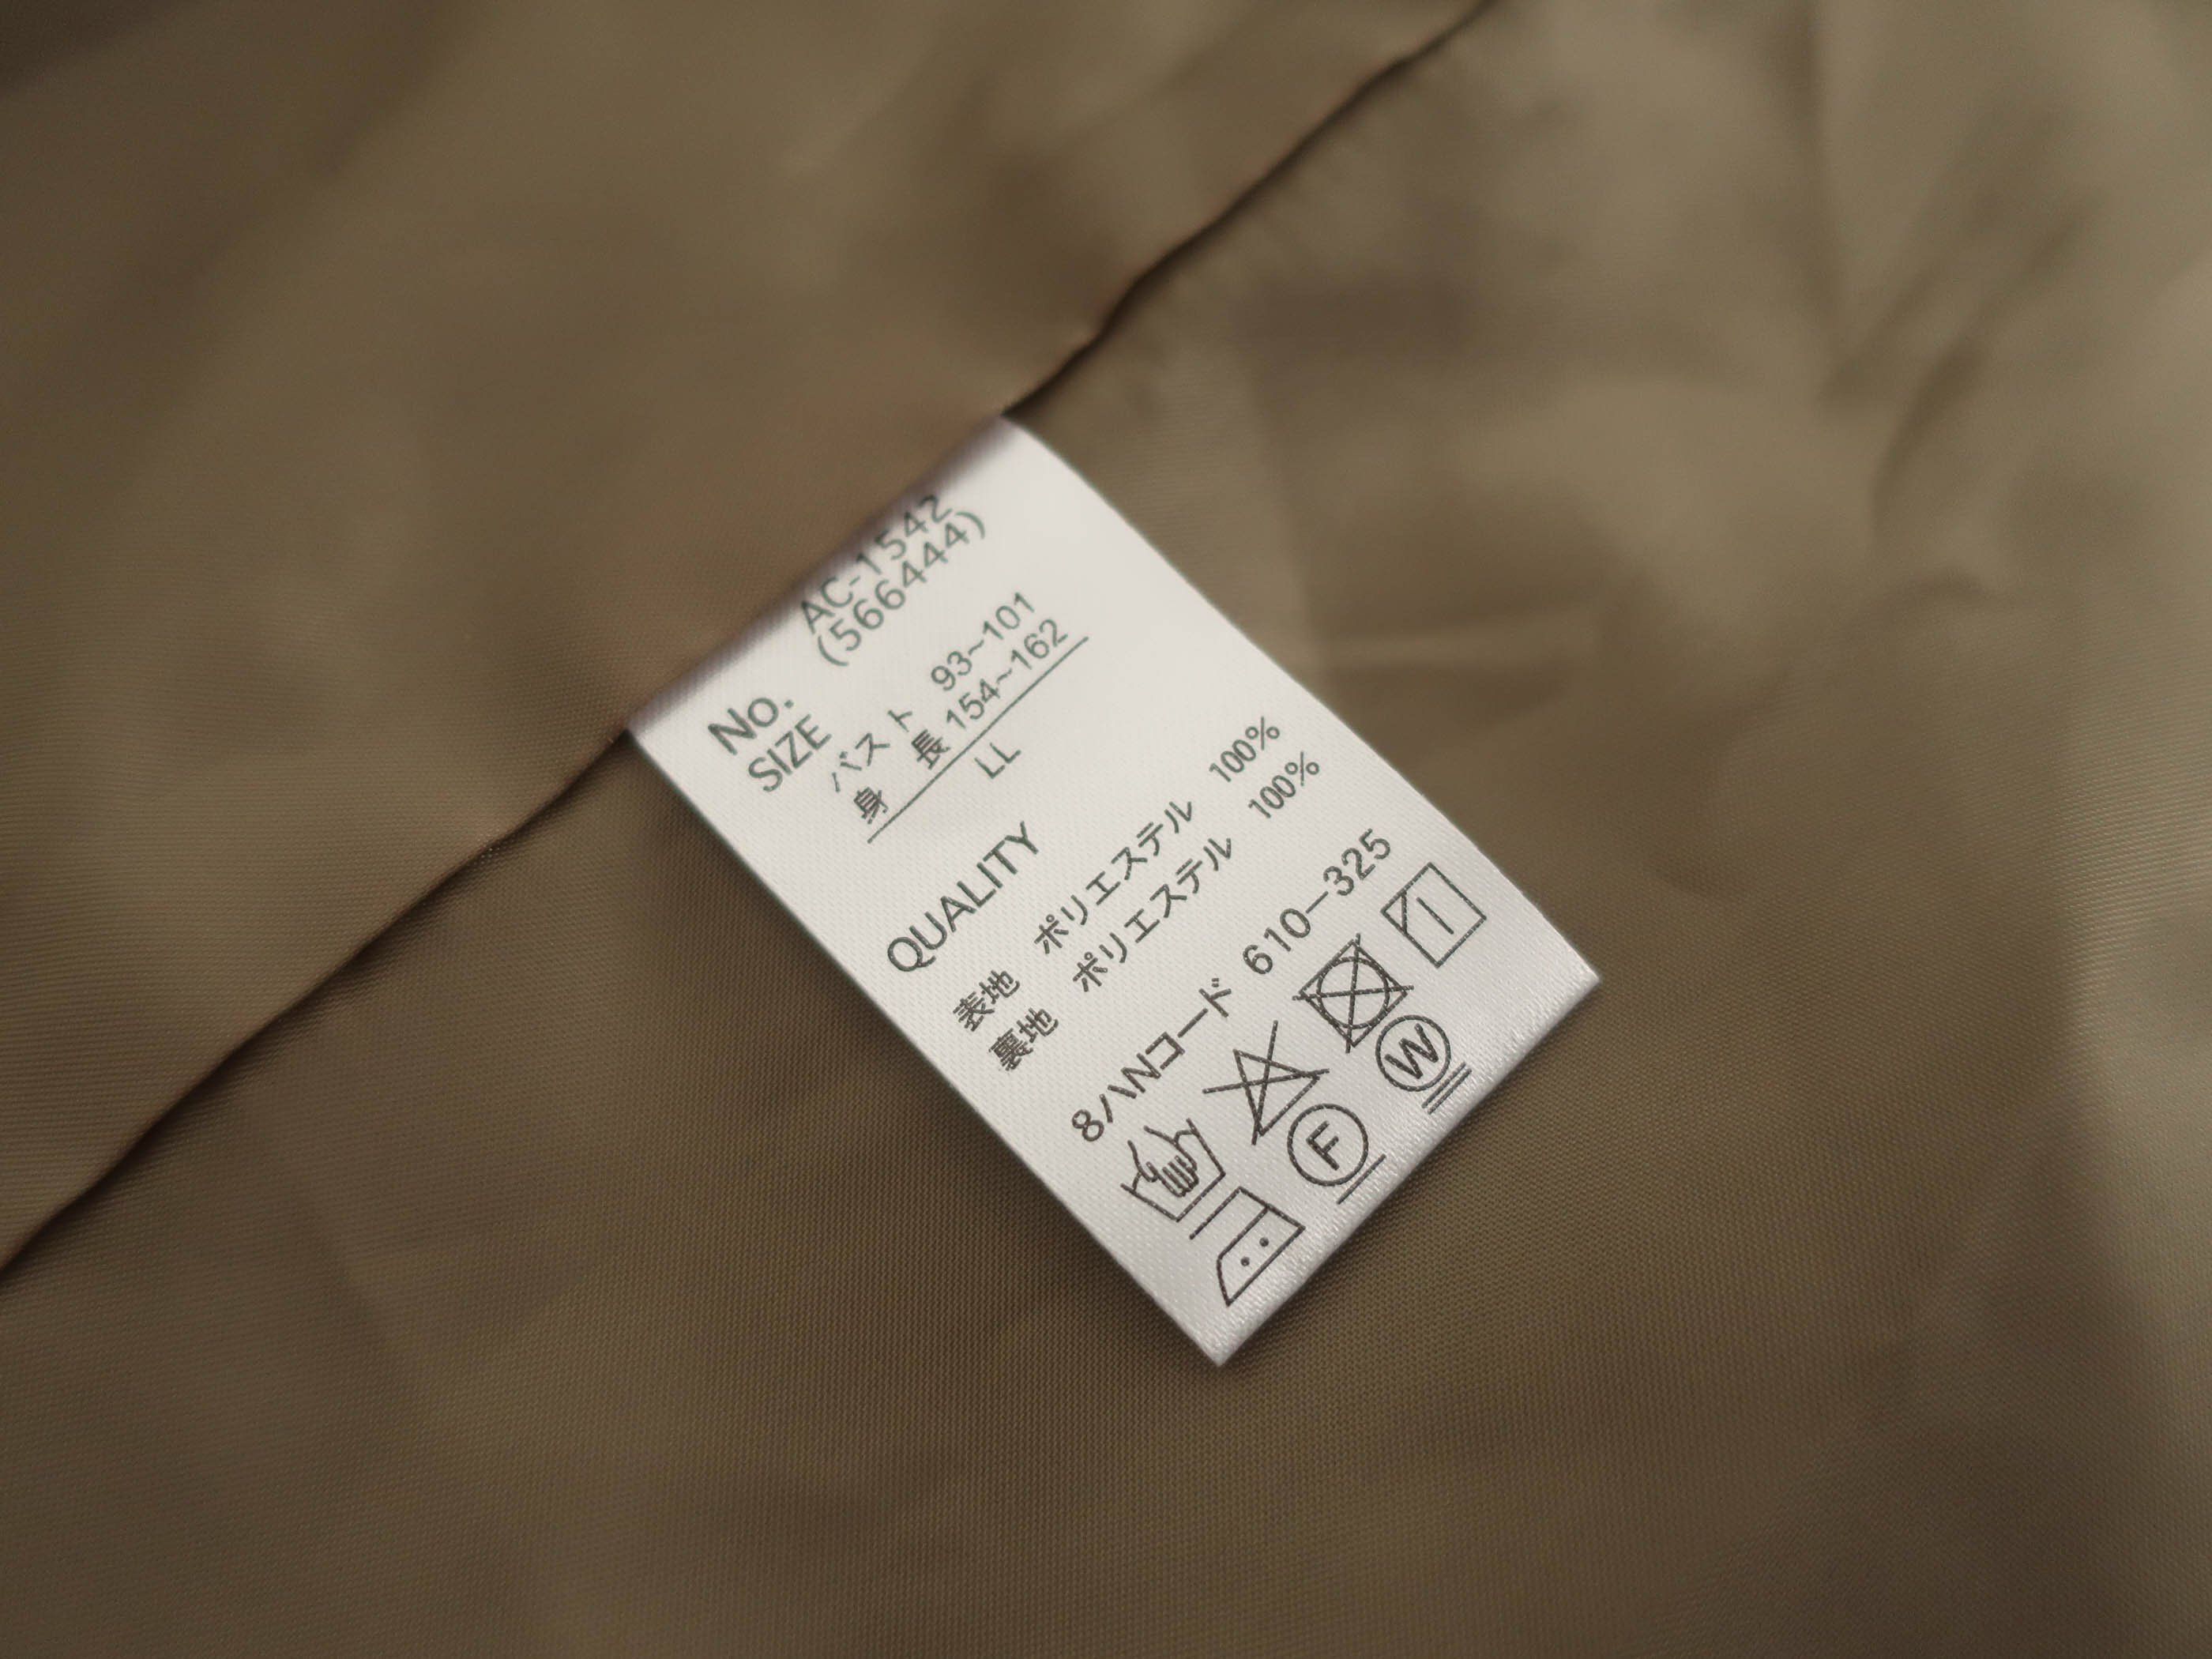 No. AC-1542
(566444)
SIZE
バスト 93~101
身長 154~162
LL
QUALITY
表地 ポリエステル 100%
裏地 ポリエステル 100%
8ハNコード 610-325
F
W